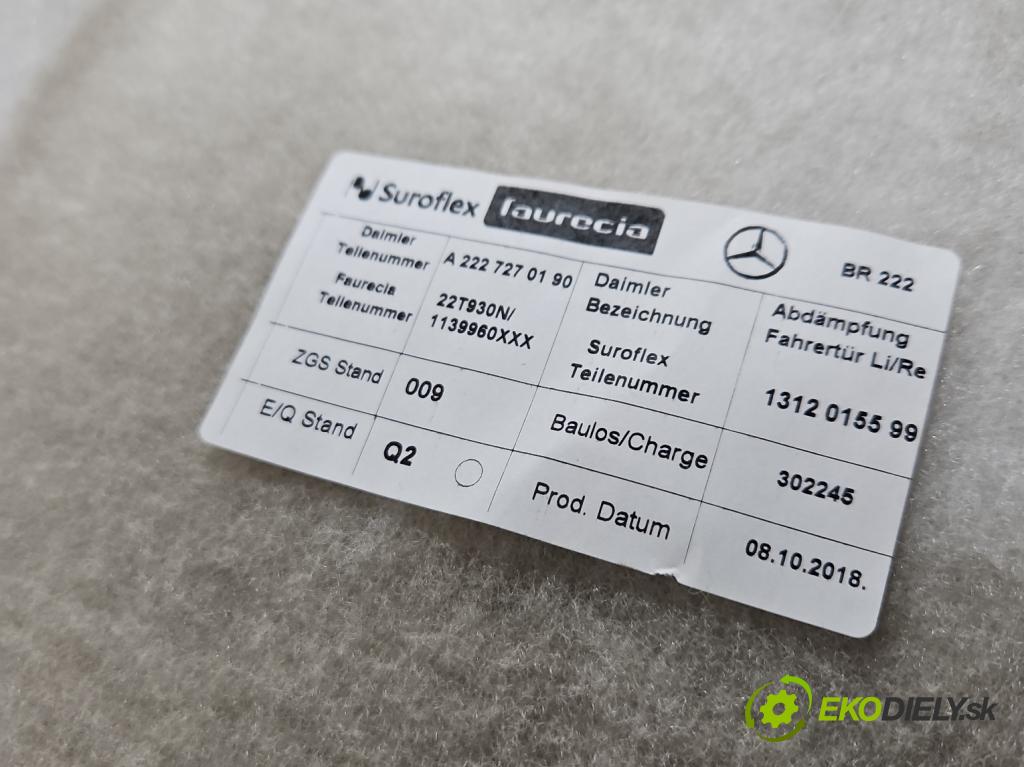 Suroflex faurecia BR 222
Daimler Teilenummer A 222 727 01 90 Daimler Bezeichnung Abdämpfung Fahrertür Li/Re
Faurecia Teilenummer 22T930N/ 1139960XXX Suroflex Teilenummer 1312 0155 99
ZGS Stand 009 Baulos/Charge 302245
E/Q Stand Q2 Prod. Datum 08.10.2018.
EKODIELY.sk